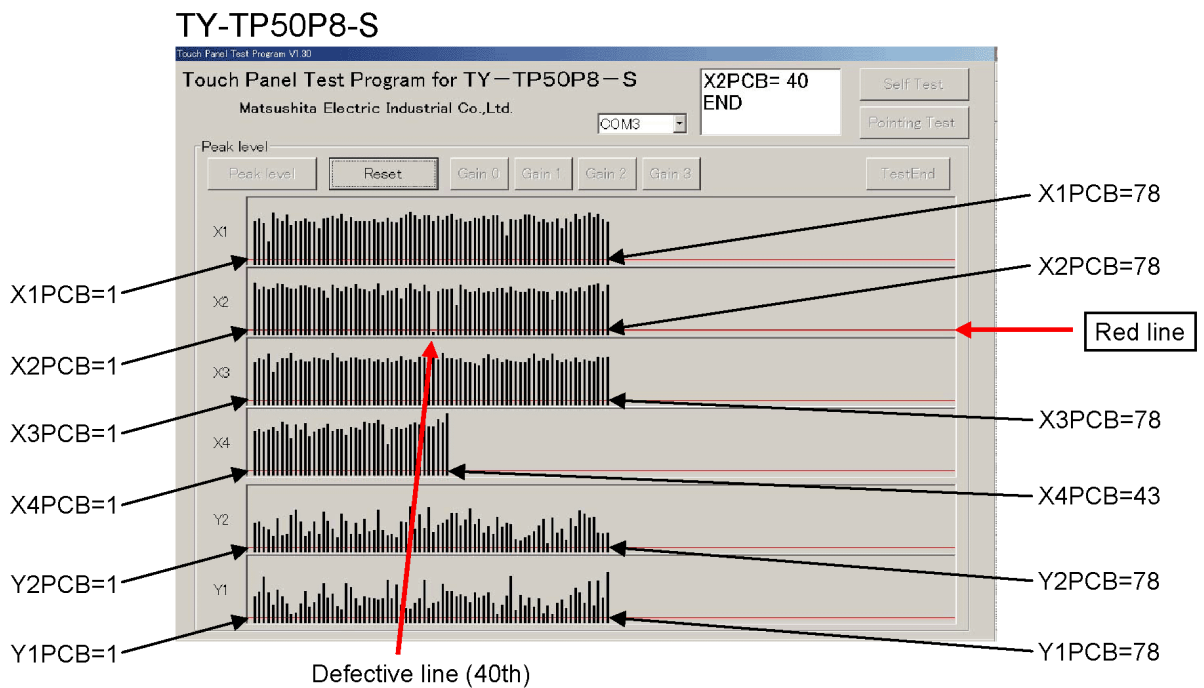 TY-TP50P8-S
Touch Panel Test Program V1.30
Touch Panel Test Program for TY－TP50P8－S
Matsushita Electric Industrial Co.,Ltd.
COM3
X2PCB= 40
END
Self Test
Pointing Test
Peak level
Peak level
Reset
Gain 0
Gain 1
Gain 2
Gain 3
TestEnd
X1
X2
X3
X4
Y2
Y1
X1PCB=1
X2PCB=1
X3PCB=1
X4PCB=1
Y2PCB=1
Y1PCB=1
X1PCB=78
X2PCB=78
Red line
X3PCB=78
X4PCB=43
Y2PCB=78
Y1PCB=78
Defective line (40th)